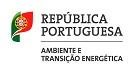 REPÚBLICA
PORTUGUESA
AMBIENTE E
TRANSIÇÃO ENERGÉTICA